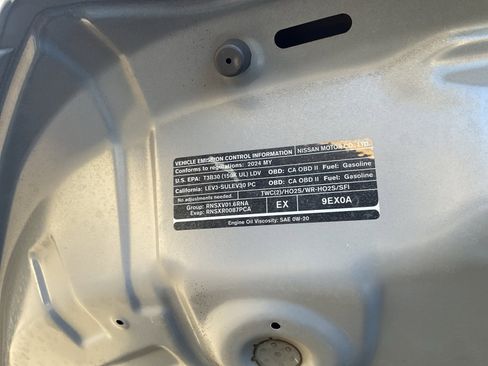 VEHICLE EMISSION CONTROL INFORMATION NISSAN MOTOR CO., LTD.
Conforms to regulations: 2024 MY
U.S. EPA: T3B30 (150K UL) LDV OBD: CA OBD II Fuel: Gasoline
California: LEV3-SULEV30 PC OBD: CA OBD II Fuel: Gasoline
No adjustments needed. TWC(2)/HO2S/WR-HO2S/SFI
Group: RNSXV01.6RNA EX 9EX0A
Evap: RNSXR0087PCA
Engine Oil Viscosity: SAE 0W-20